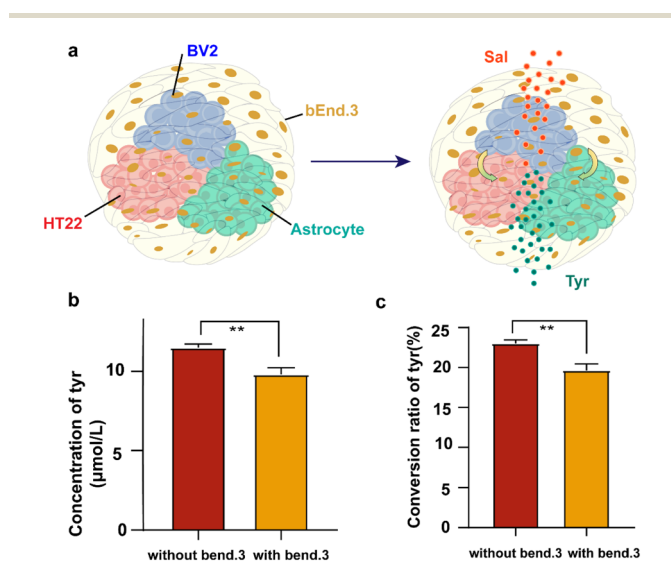 a
BV2
bEnd.3
HT22
Astrocyte
Sal
Tyr
b
Concentration of tyr
(μmol/L)
10
5
0
**
without bend.3 with bend.3
c
Conversion ratio of tyr(%)
25
20
15
10
5
0
**
without bend.3 with bend.3